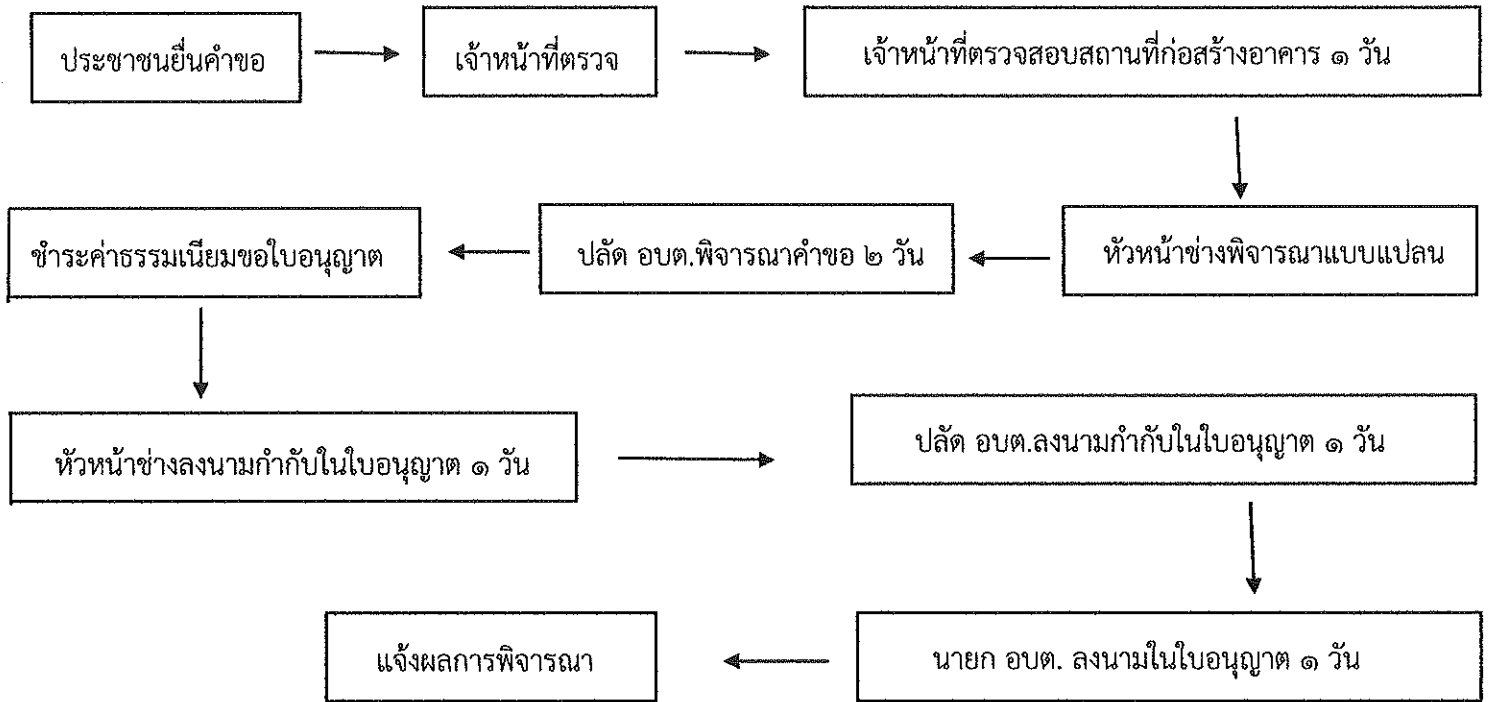 ประชาชนยื่นคำขอ
เจ้าหน้าที่ตรวจ
เจ้าหน้าที่ตรวจสอบสถานที่ก่อสร้างอาคาร ๑ วัน
หัวหน้าช่างพิจารณาแบบแปลน
ปลัด อบต.พิจารณาคำขอ ๒ วัน
ชำระค่าธรรมเนียมขอใบอนุญาต
หัวหน้าช่างลงนามกำกับในใบอนุญาต ๑ วัน
ปลัด อบต.ลงนามกำกับในใบอนุญาต ๑ วัน
นายก อบต. ลงนามในใบอนุญาต ๑ วัน
แจ้งผลการพิจารณา